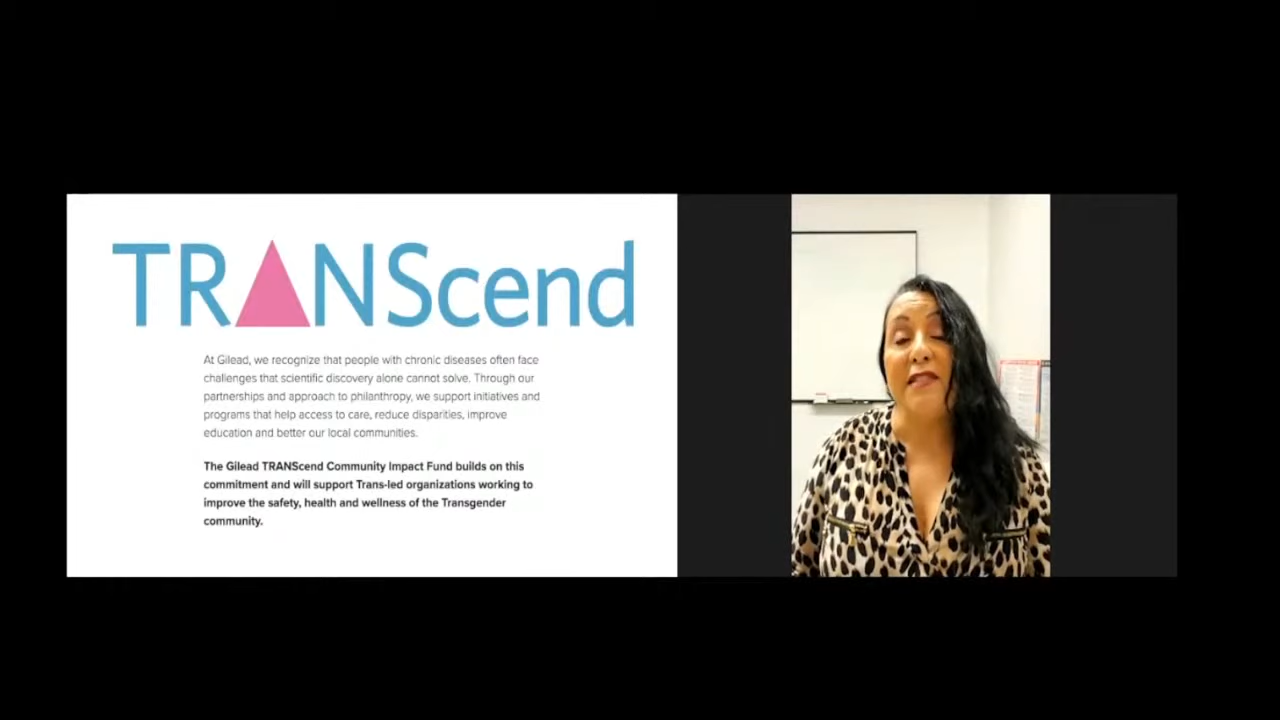 TRANScend
At Gilead, we recognize that people with chronic diseases often face
challenges that scientific discovery alone cannot solve. Through our
partnerships and approach to philanthropy, we support initiatives and
programs that help access to care, reduce disparities, improve
education and better our local communities.
The Gilead TRANScend Community Impact Fund builds on this
commitment and will support Trans-led organizations working to
improve the safety, health and wellness of the Transgender
community.